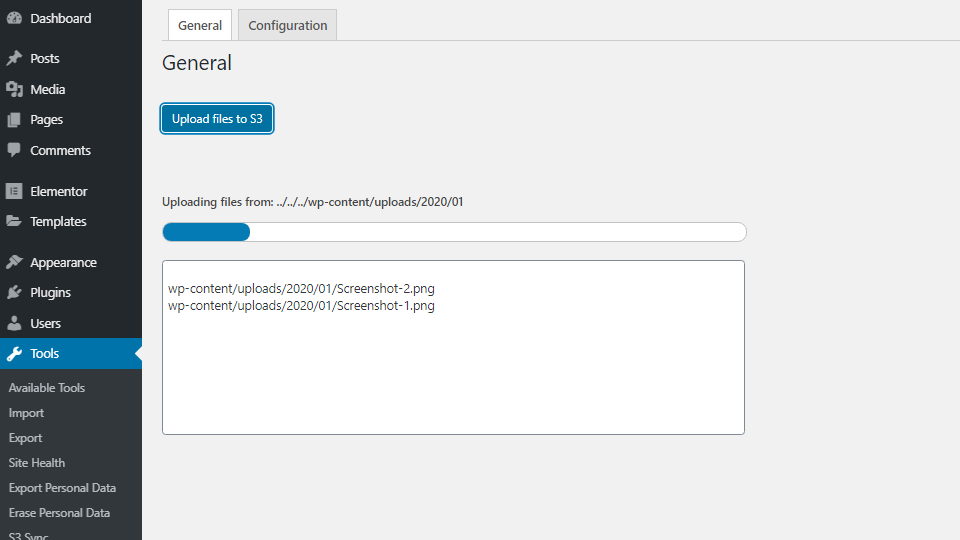 Dashboard
Posts
Media
Pages
Comments
Elementor
Templates
Appearance
Plugins
Users
Tools
Available Tools
Import
Export
Site Health
Export Personal Data
Erase Personal Data
S3 Sync
General Configuration
General
Upload files to S3
Uploading files from: ../../../wp-content/uploads/2020/01
wp-content/uploads/2020/01/Screenshot-2.png
wp-content/uploads/2020/01/Screenshot-1.png